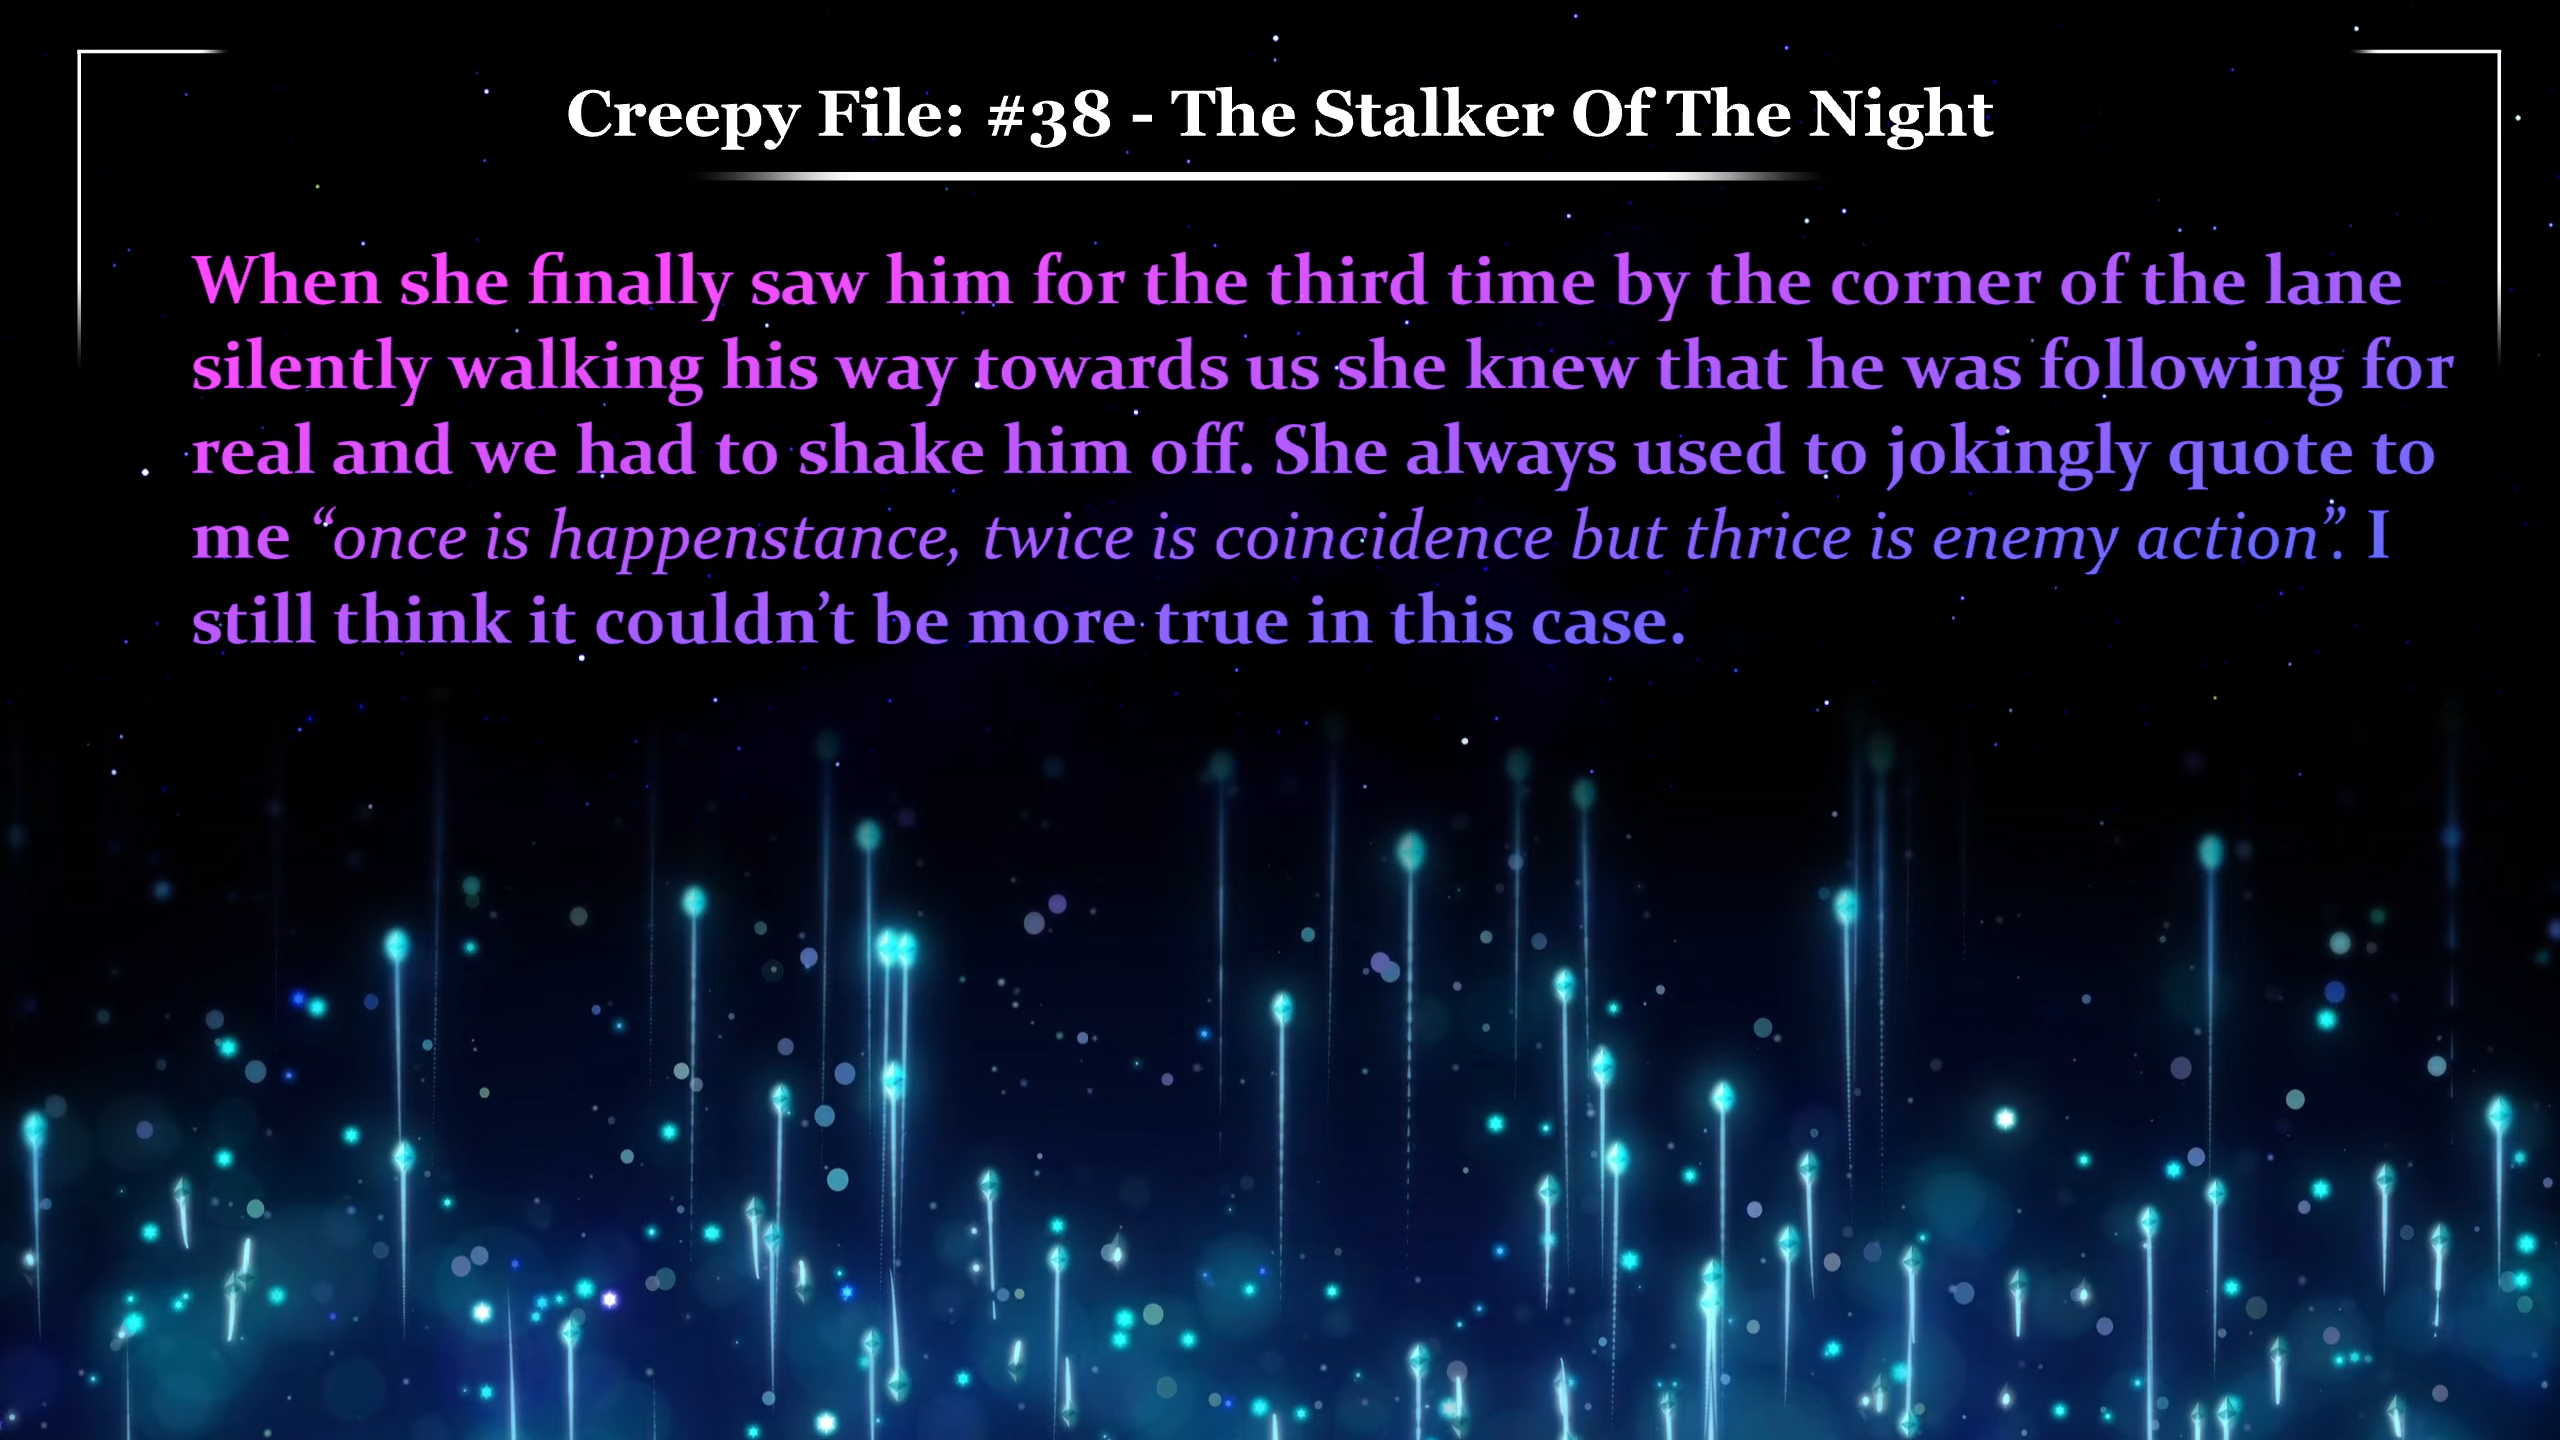 Creepy File: #38 - The Stalker Of The Night
When she finally saw him for the third time by the corner of the lane
silently walking his way towards us she knew that he was following for
real and we had to shake him off. She always used to jokingly quote to
me “once is happenstance, twice is coincidence but thrice is enemy action”. I
still think it couldn’t be more true in this case.